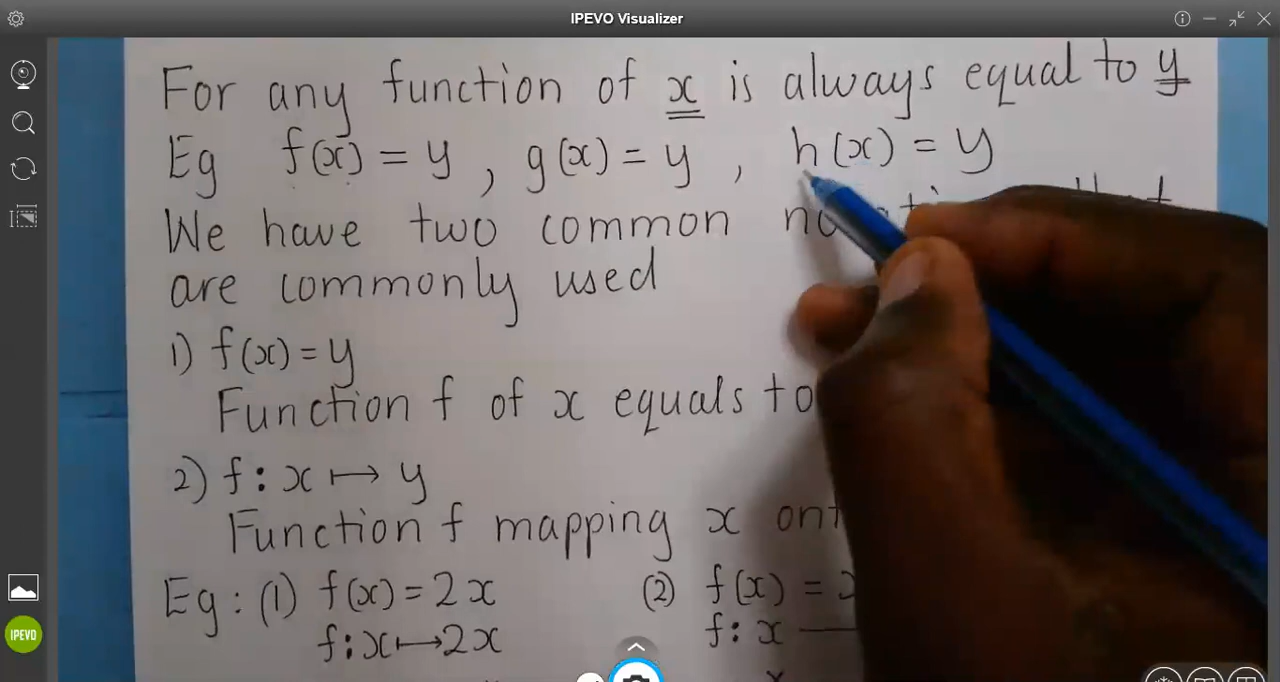 IPEVO Visualizer
For any function of x is always equal to y
Eg f(x) = y , g(x) = y , h(x) = y
We have two common
are commonly used
1) f(x) = y
Function f of x equals to
2) f : x ↦ y
Function f mapping x
Eg : (1) f(x) = 2x (2) f(x) =
f : x ↦ 2x f : x
IPEVO